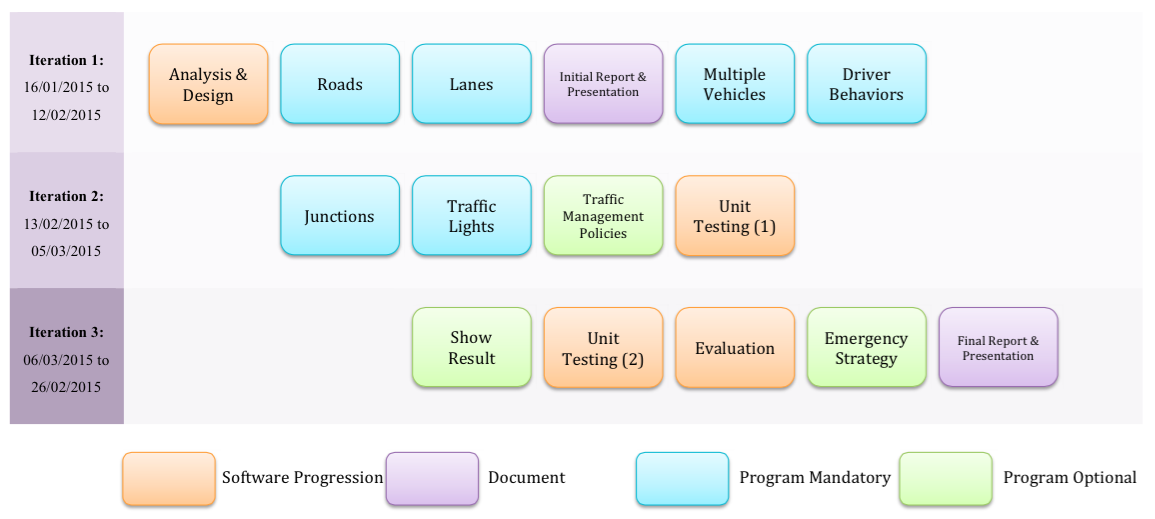 Iteration 1:
16/01/2015 to
12/02/2015
Analysis &
Design
Roads
Lanes
Initial Report &
Presentation
Multiple
Vehicles
Driver
Behaviors
Iteration 2:
13/02/2015 to
05/03/2015
Junctions
Traffic
Lights
Traffic
Management
Policies
Unit
Testing (1)
Iteration 3:
06/03/2015 to
26/02/2015
Show
Result
Unit
Testing (2)
Evaluation
Emergency
Strategy
Final Report &
Presentation
Software Progression
Document
Program Mandatory
Program Optional